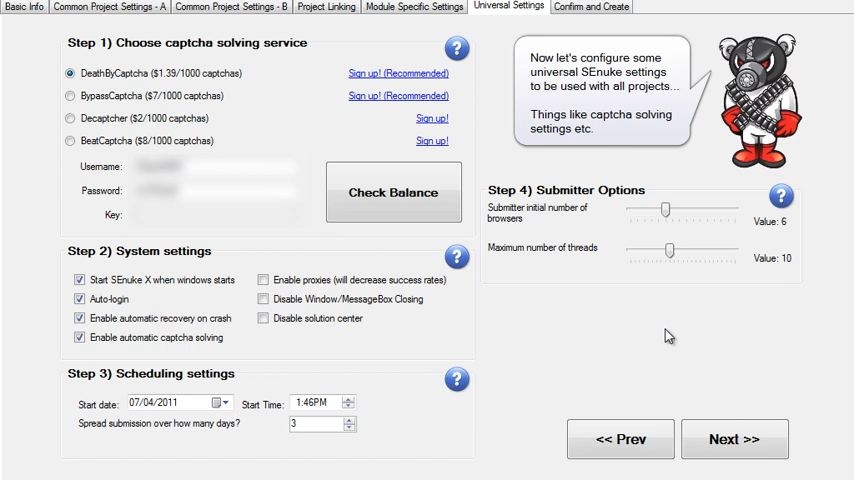 Basic Info
Common Project Settings - A
Common Project Settings - B
Project Linking
Module Specific Settings
Universal Settings
Confirm and Create
Step 1) Choose captcha solving service
?
DeathByCaptcha ($1.39/1000 captchas)
Sign up! (Recommended)
BypassCaptcha ($7/1000 captchas)
Sign up! (Recommended)
Decaptcher ($2/1000 captchas)
Sign up!
BeatCaptcha ($8/1000 captchas)
Sign up!
Username:
Password:
Key:
Check Balance
Now let's configure some
universal SEnuke settings
to be used with all projects...
Things like captcha solving
settings etc.
Step 2) System settings
?
Start SEnuke X when windows starts
Enable proxies (will decrease success rates)
Auto-login
Disable Window/MessageBox Closing
Enable automatic recovery on crash
Disable solution center
Enable automatic captcha solving
Step 3) Scheduling settings
?
Start date:
07/04/2011
Start Time:
1:46PM
Spread submission over how many days?
3
Step 4) Submitter Options
?
Submitter initial number of
browsers
Value: 6
Maximum number of threads
Value: 10
<< Prev
Next >>